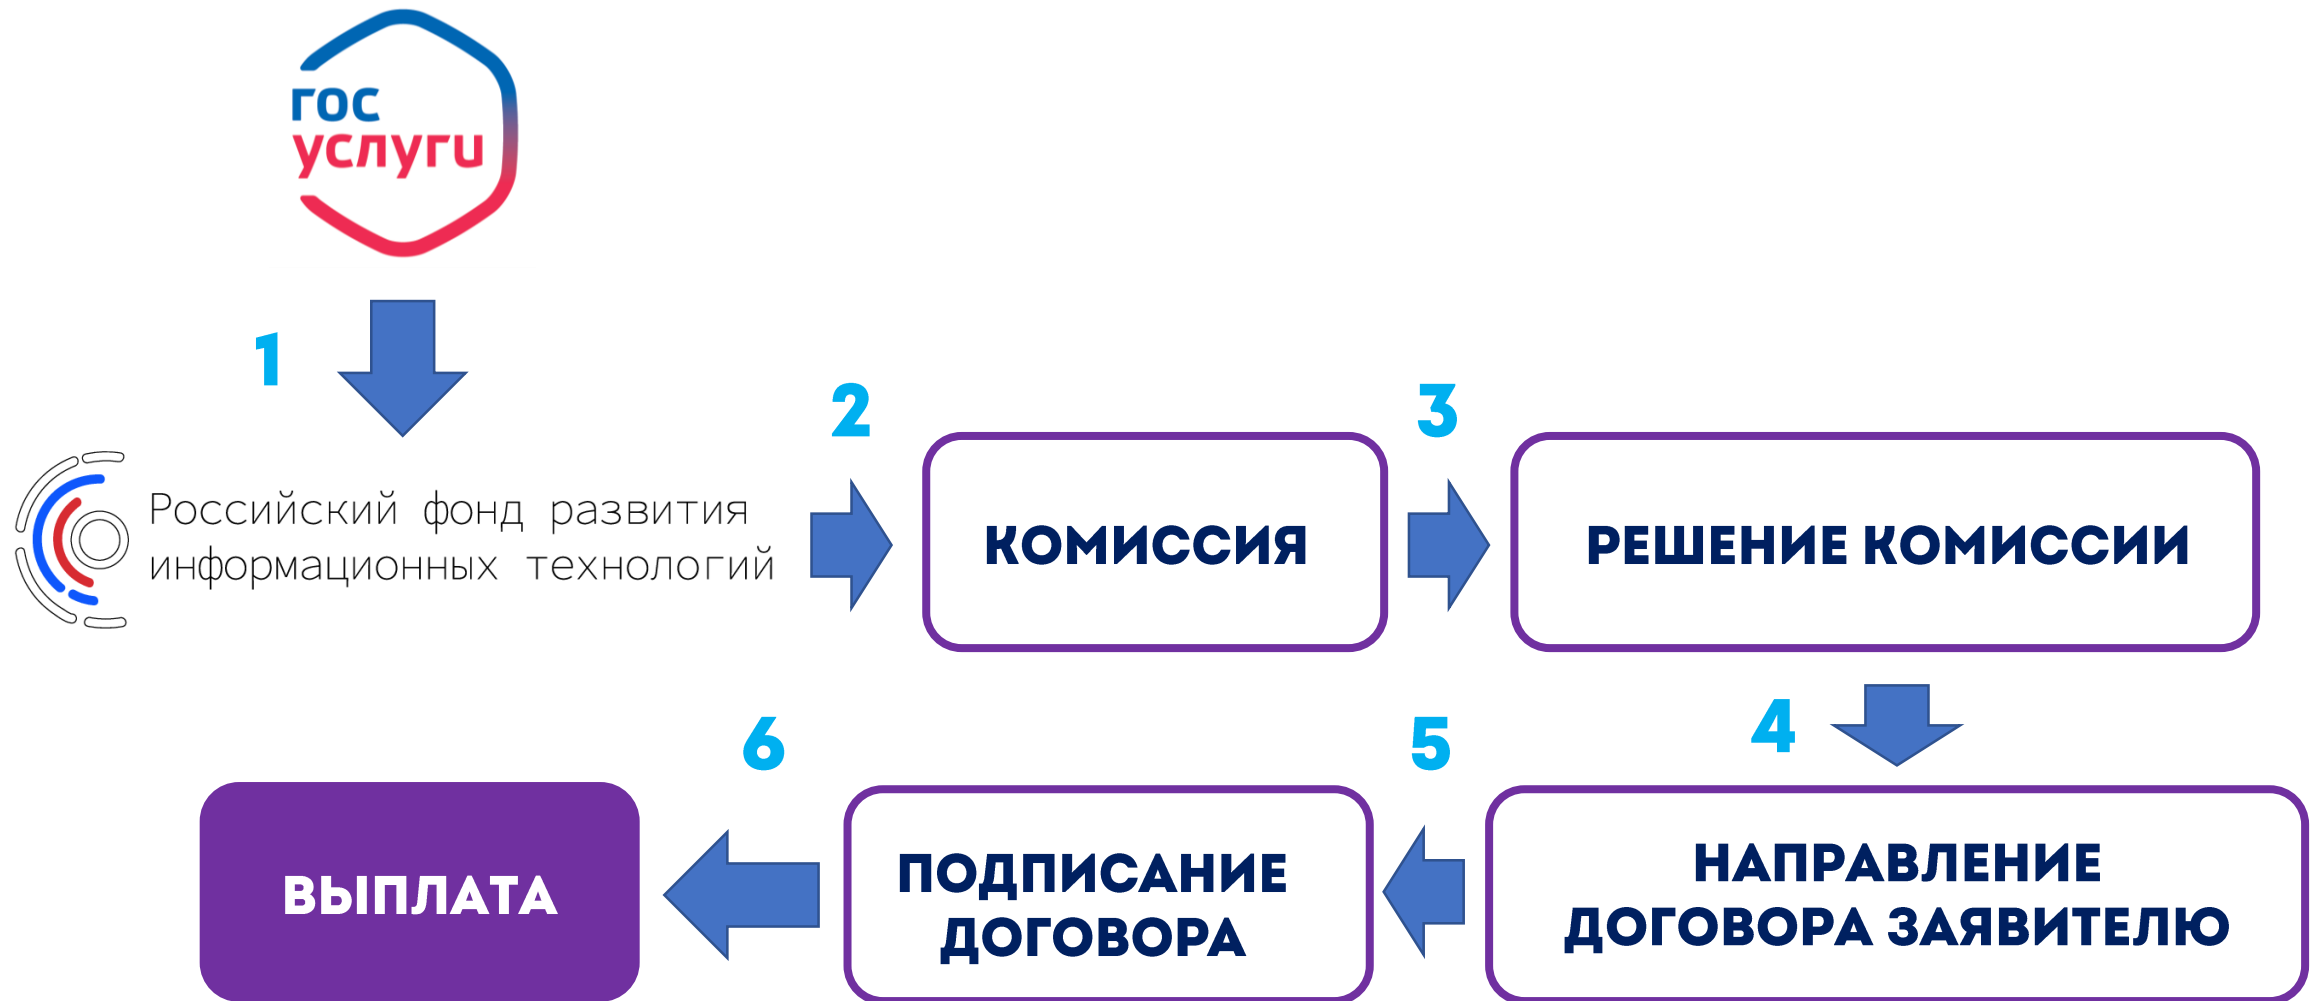 гос
услуги
1
Российский фонд развития
информационных технологий
2
КОМИССИЯ
3
РЕШЕНИЕ КОМИССИИ
4
НАПРАВЛЕНИЕ
ДОГОВОРА ЗАЯВИТЕЛЮ
5
ПОДПИСАНИЕ
ДОГОВОРА
6
ВЫПЛАТА